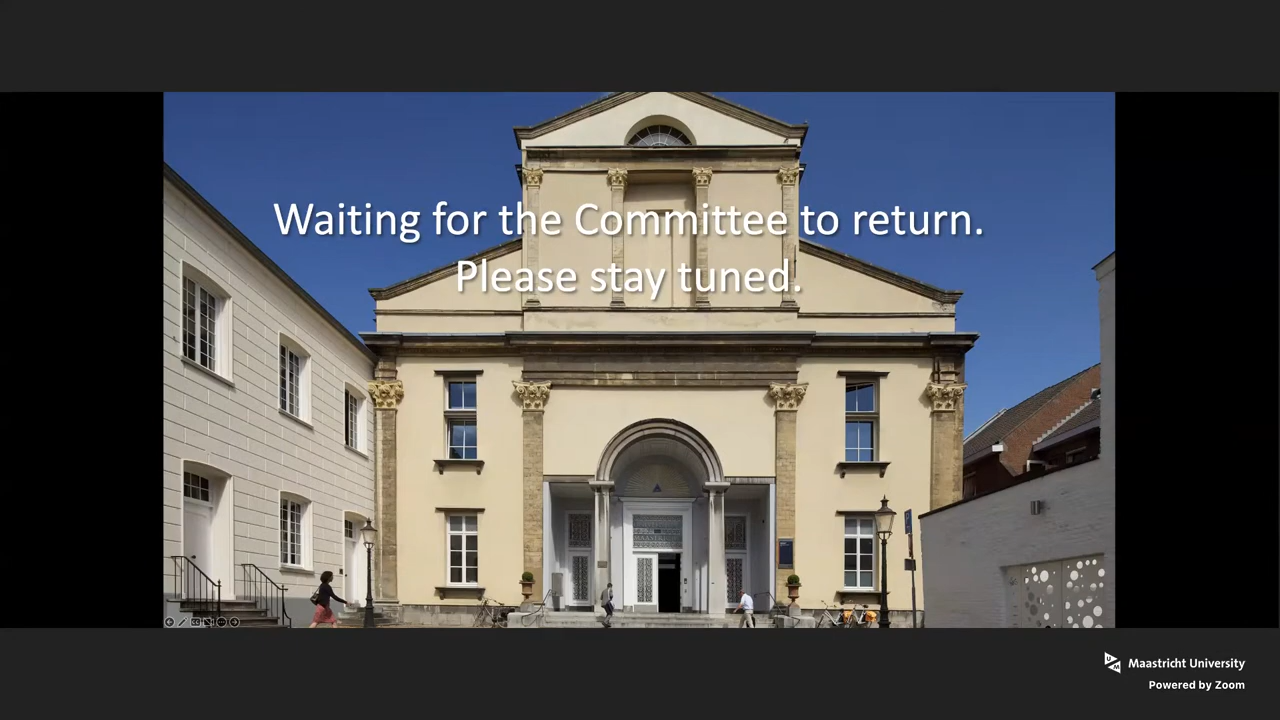 Waiting for the Committee to return.
Please stay tuned.
Maastricht University
Powered by Zoom